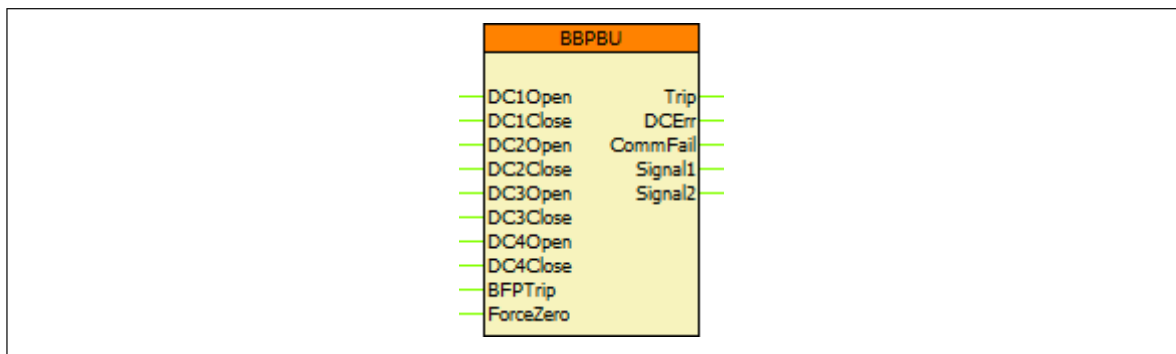 BBPBU
DC1Open Trip
DC1Close DCErr
DC2Open CommFail
DC2Close Signal1
DC3Open Signal2
DC3Close
DC4Open
DC4Close
BFPTrip
ForceZero